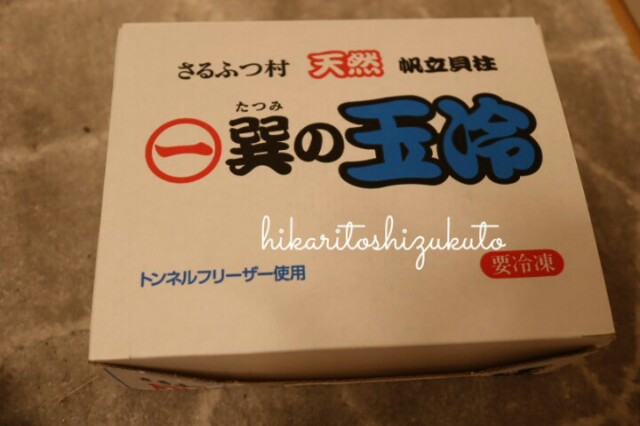 さるふつ村 天然 帆立貝柱
たつみ
一 巽の玉冷
hikaritoshizukuto
トンネルフリーザー使用
要冷凍